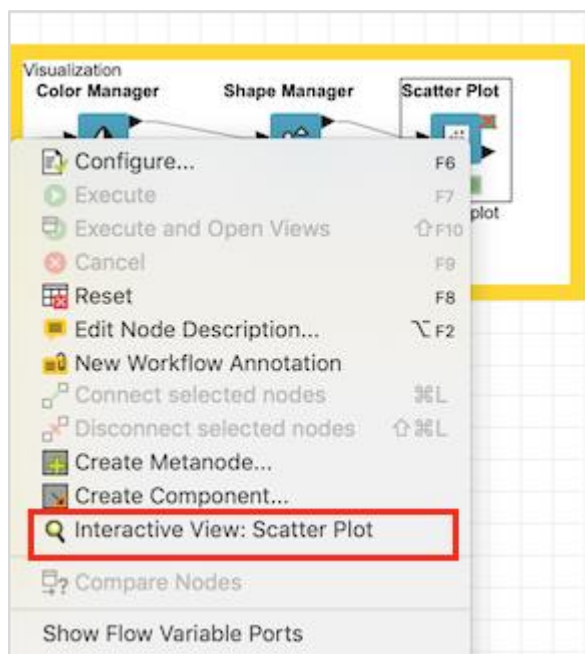 Visualization
Color Manager Shape Manager Scatter Plot
plot
Configure... F6
Execute F7
Execute and Open Views ⇧F10
Cancel F9
Reset F8
Edit Node Description... ⌥F2
New Workflow Annotation
Connect selected nodes ⌘L
Disconnect selected nodes ⇧⌘L
Create Metanode...
Create Component...
Interactive View: Scatter Plot
Compare Nodes
Show Flow Variable Ports